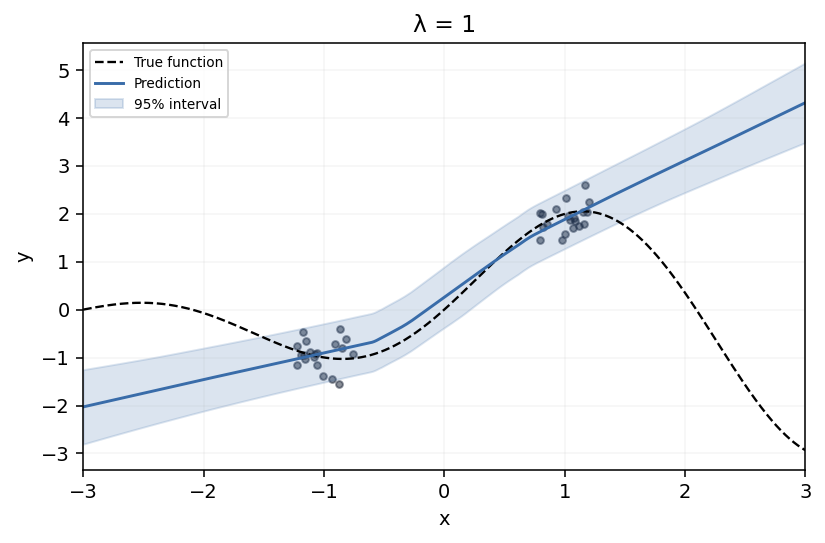 λ = 1
True function
Prediction
95% interval
y
5
4
3
2
1
0
−1
−2
−3
−3 −2 −1 0 1 2 3
x